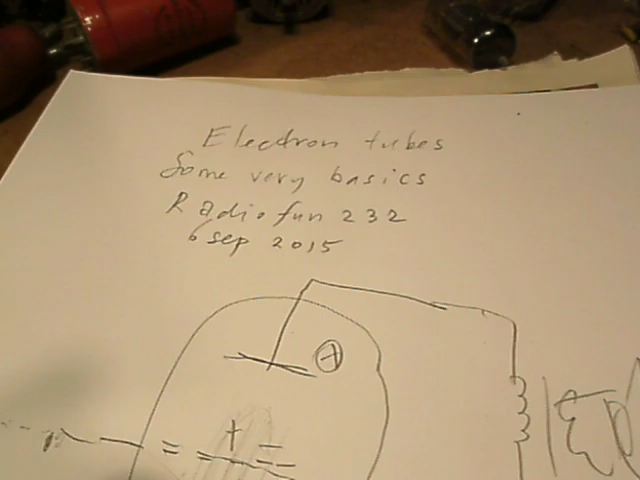 Electron tubes
Some very basics
Radiofun 232
6 sep 2015
+
+ -